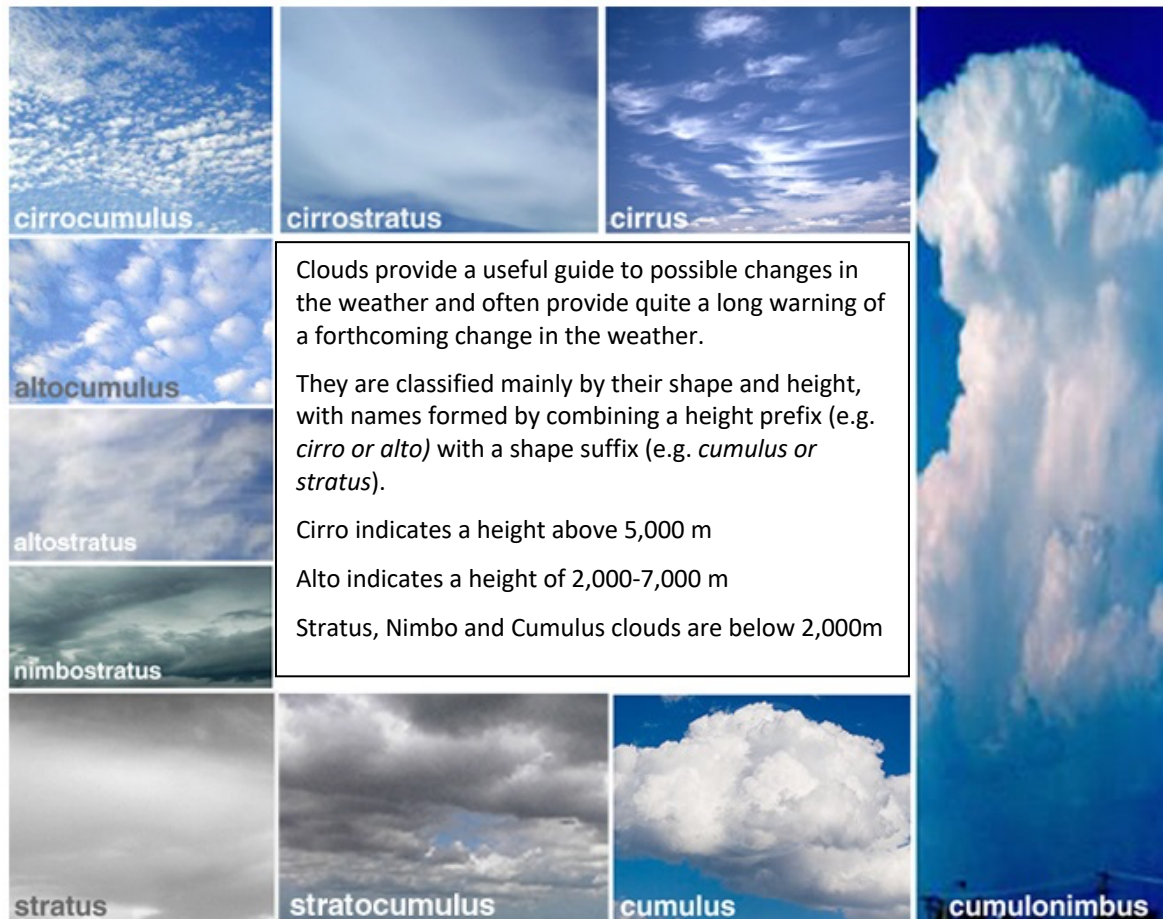 cirrocumulus
cirrostratus
cirrus
altocumulus
altostratus
nimbostratus
Clouds provide a useful guide to possible changes in
the weather and often provide quite a long warning of
a forthcoming change in the weather.
They are classified mainly by their shape and height,
with names formed by combining a height prefix (e.g.
cirro or alto) with a shape suffix (e.g. cumulus or
stratus).
Cirro indicates a height above 5,000 m
Alto indicates a height of 2,000-7,000 m
Stratus, Nimbo and Cumulus clouds are below 2,000m
stratus
stratocumulus
cumulus
cumulonimbus